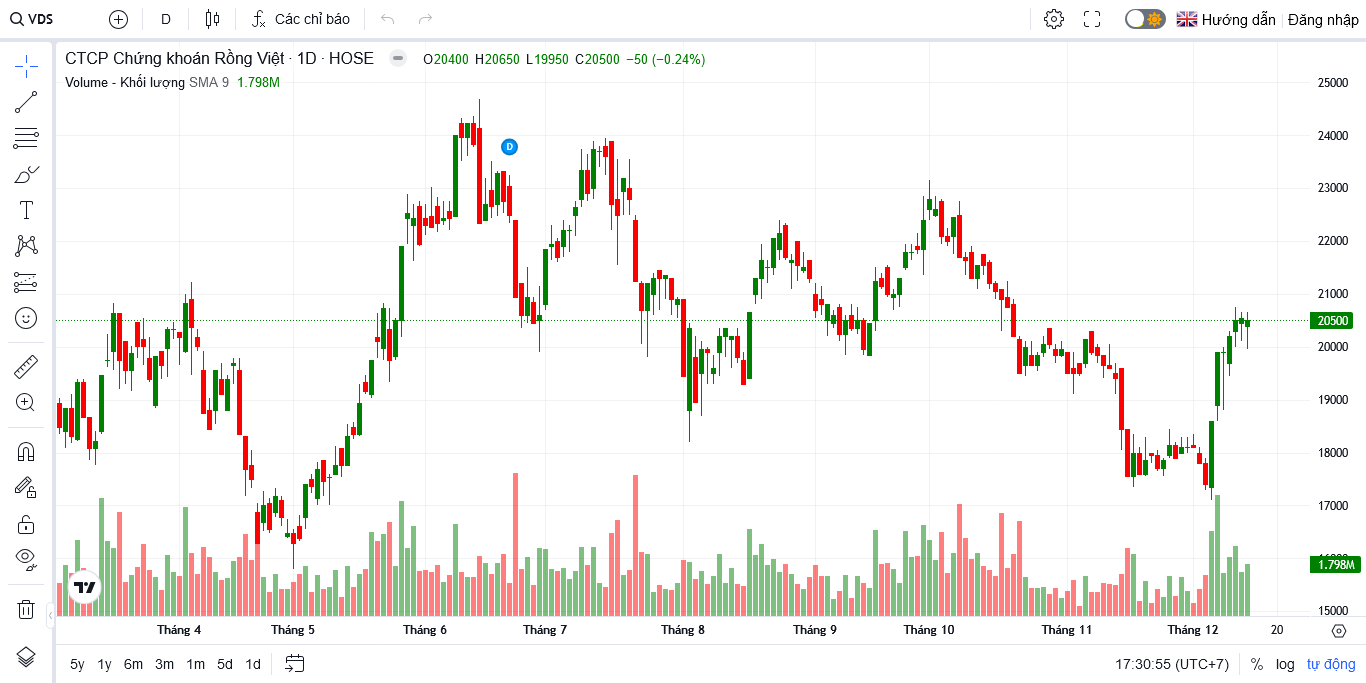 VDS D Các chỉ báo Hướng dẫn Đăng nhập
CTCP Chứng khoán Rồng Việt · 1D · HOSE O20400 H20650 L19950 C20500 −50 (−0.24%)
Volume - Khối lượng SMA 9 1.798M
25000
24000
D
23000
22000
21000
20500
20000
19000
18000
17000
1.798M
15000
Tháng 4 Tháng 5 Tháng 6 Tháng 7 Tháng 8 Tháng 9 Tháng 10 Tháng 11 Tháng 12 20
5y 1y 6m 3m 1m 5d 1d 17:30:55 (UTC+7) % log tự động